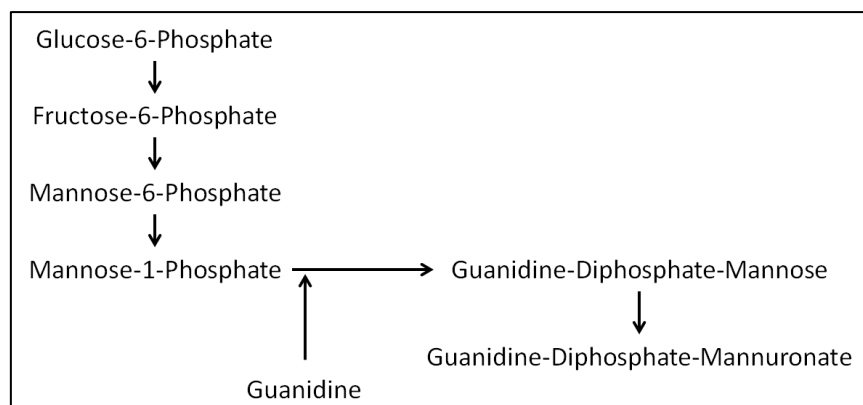 Glucose-6-Phosphate
Fructose-6-Phosphate
Mannose-6-Phosphate
Mannose-1-Phosphate
Guanidine-Diphosphate-Mannose
Guanidine-Diphosphate-Mannuronate
Guanidine